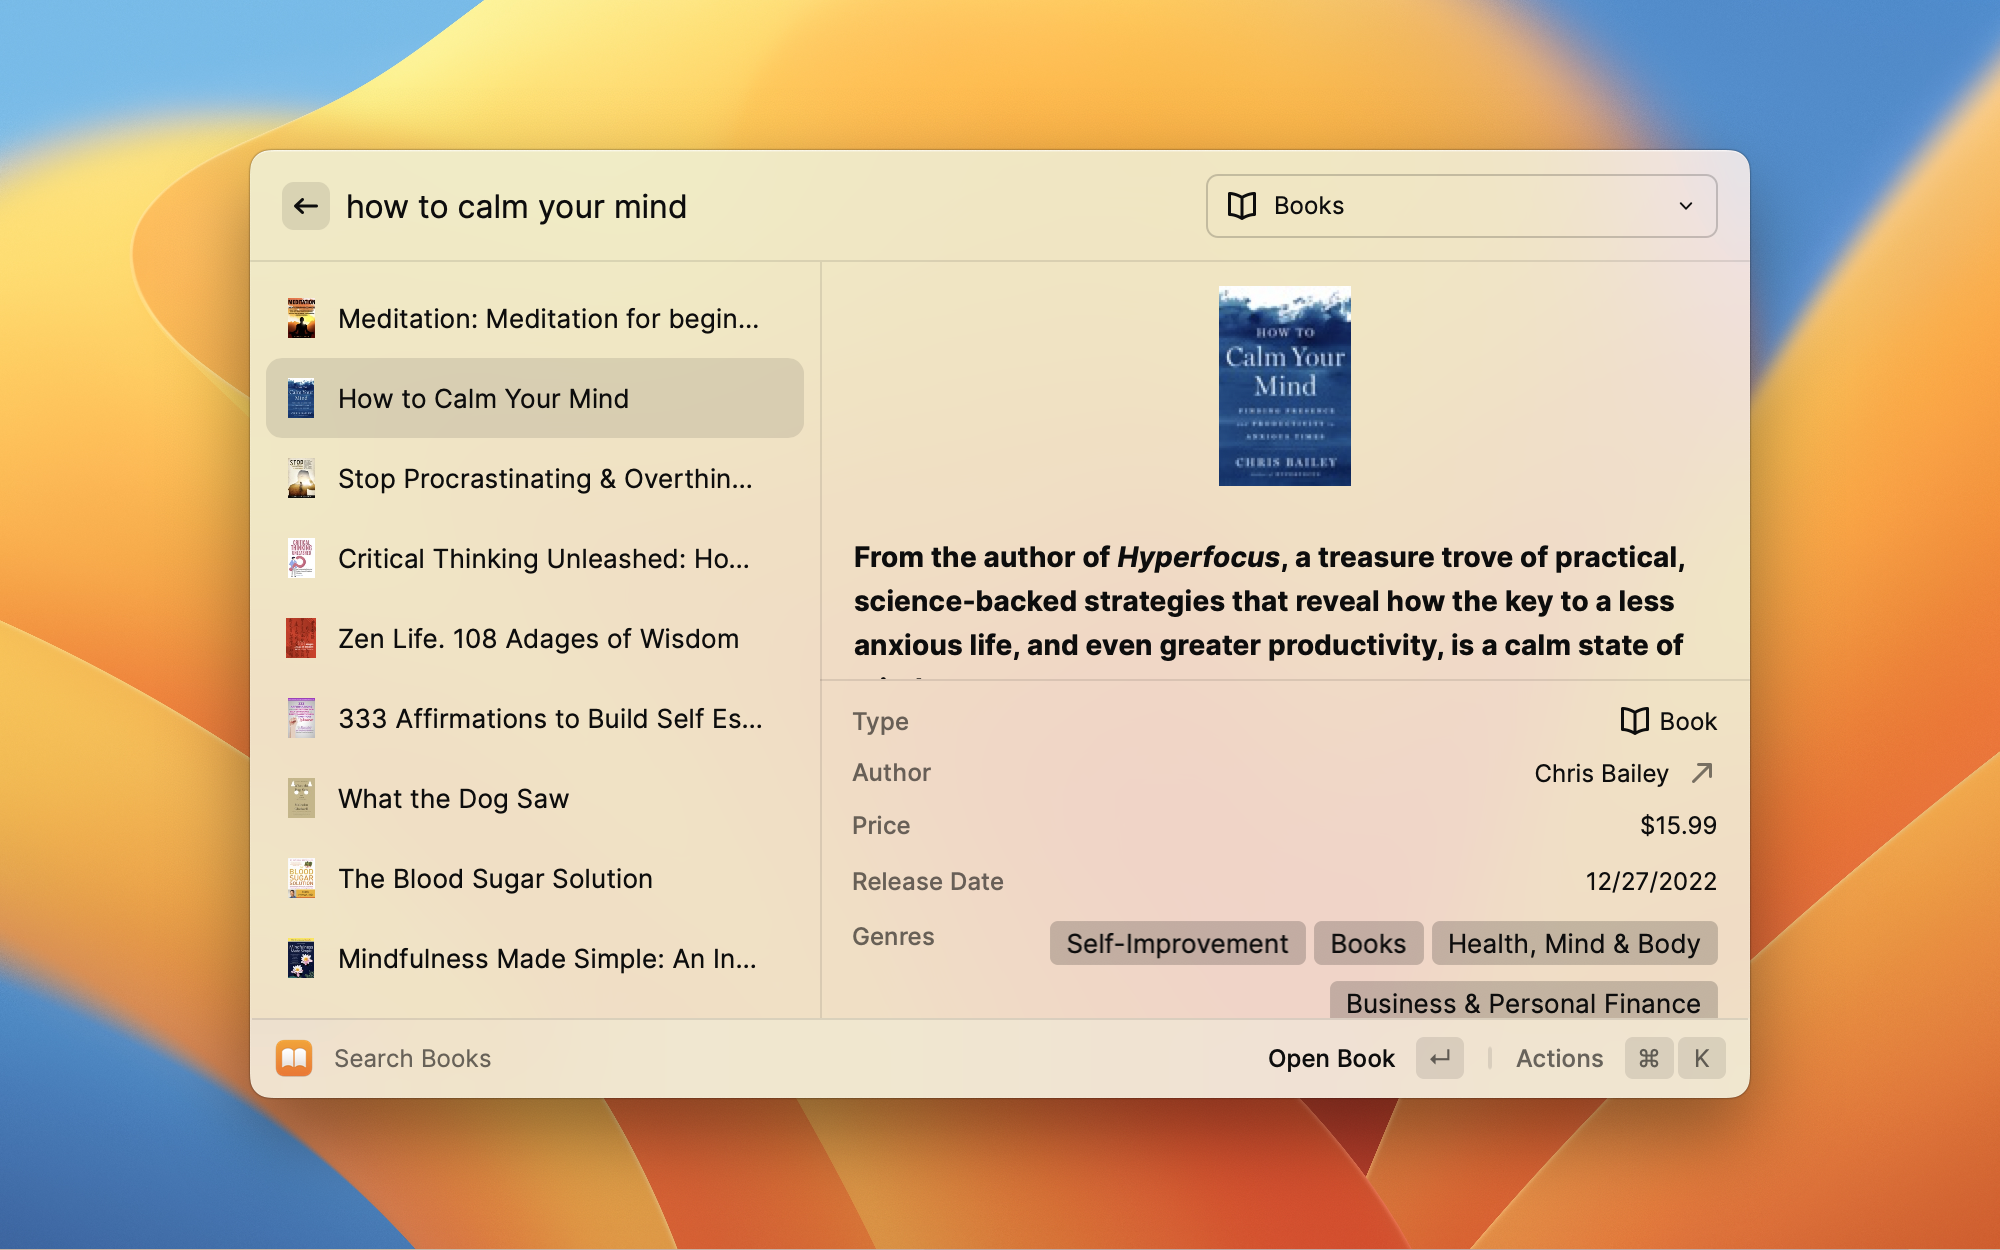 how to calm your mind
Books
Meditation: Meditation for begin...
How to Calm Your Mind
Stop Procrastinating & Overthin...
Critical Thinking Unleashed: Ho...
Zen Life. 108 Adages of Wisdom
333 Affirmations to Build Self Es...
What the Dog Saw
The Blood Sugar Solution
Mindfulness Made Simple: An In...
HOW TO
Calm Your
Mind
FINDING PRESENCE
AND PRODUCTIVITY IN
ANXIOUS TIMES
CHRIS BAILEY
From the author of Hyperfocus, a treasure trove of practical,
science-backed strategies that reveal how the key to a less
anxious life, and even greater productivity, is a calm state of
Type
Book
Author
Chris Bailey
Price
$15.99
Release Date
12/27/2022
Genres
Self-Improvement
Books
Health, Mind & Body
Business & Personal Finance
Search Books
Open Book
Actions
⌘
K